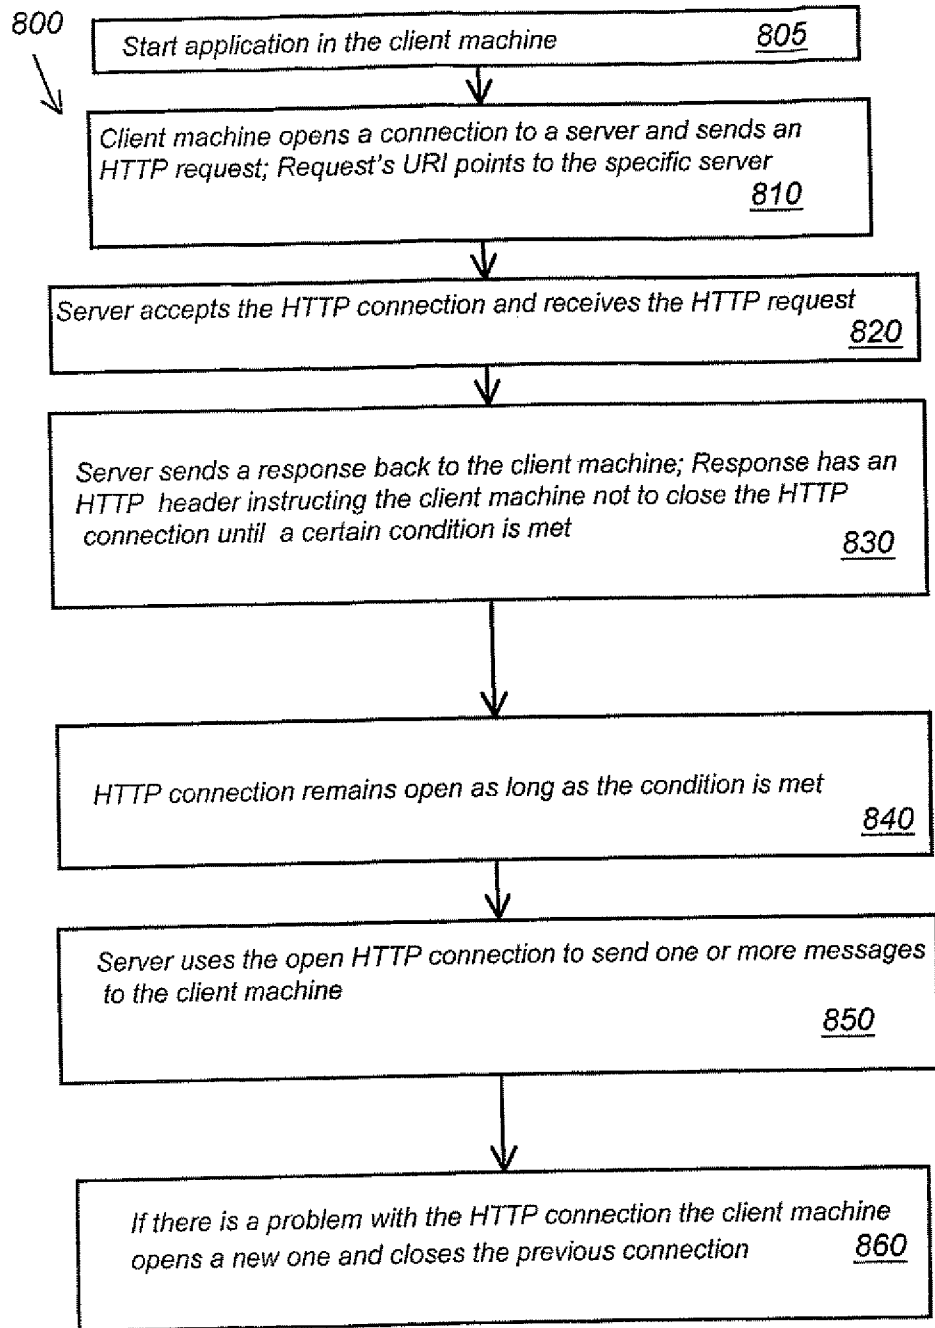 800
Start application in the client machine 805
Client machine opens a connection to a server and sends an
HTTP request; Request's URI points to the specific server
810
Server accepts the HTTP connection and receives the HTTP request
820
Server sends a response back to the client machine; Response has an
HTTP header instructing the client machine not to close the HTTP
connection until a certain condition is met
830
HTTP connection remains open as long as the condition is met
840
Server uses the open HTTP connection to send one or more messages
to the client machine
850
If there is a problem with the HTTP connection the client machine
opens a new one and closes the previous connection 860